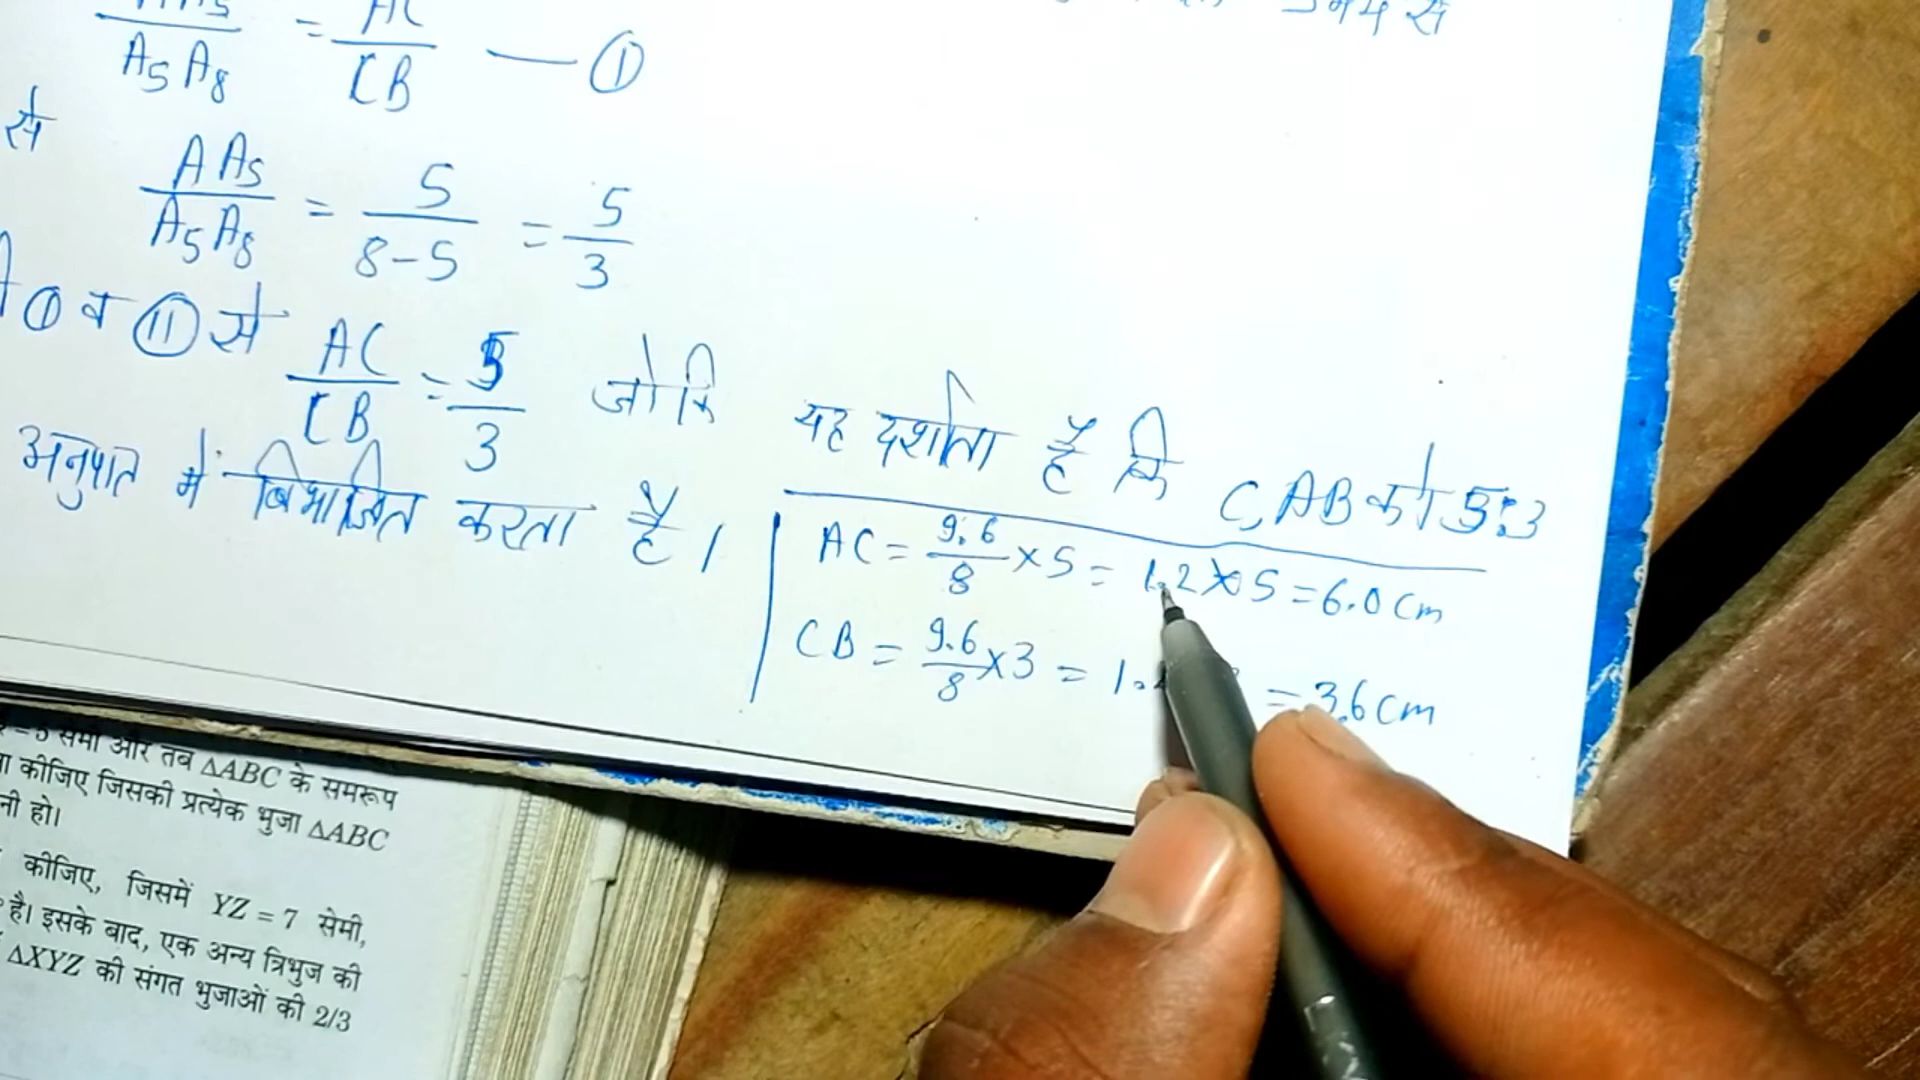 A₅A₈ = CB — ①
से
AA₅/A₅A₈ = 5/8-5 = 5/3
① व ⑪ से AC/CB = 5/3 जोकि यह दर्शाता है कि C, AB को 5:3
अनुपात में विभाजित करता है।
AC = 9.6/8 × 5 = 1.2 × 5 = 6.0 cm
CB = 9.6/8 × 3 = 1. = 3.6 cm
सेमी और तब ΔABC के समरूप
कीजिए जिसकी प्रत्येक भुजा ΔABC
नी हो।
कीजिए, जिसमें YZ = 7 सेमी,
है। इसके बाद, एक अन्य त्रिभुज की
ΔXYZ की संगत भुजाओं की 2/3